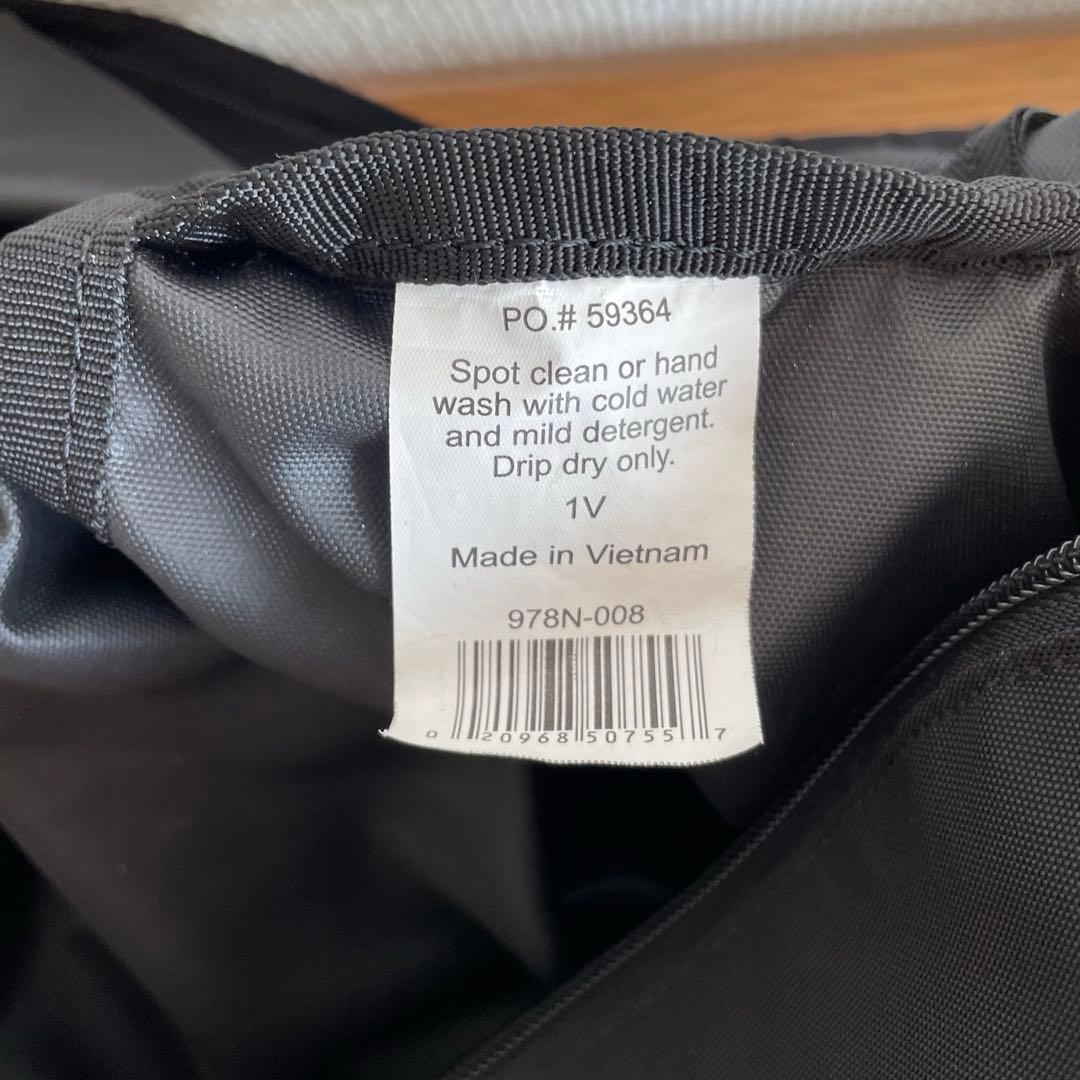 PO.# 59364
Spot clean or hand
wash with cold water
and mild detergent.
Drip dry only.
1V
Made in Vietnam
978N-008
0 20968 50755 7